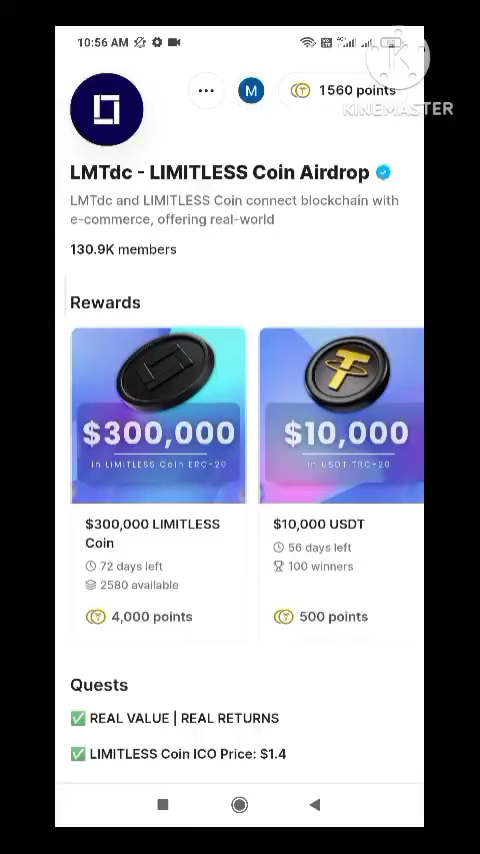 10:56 AM
M
1560 points
KINEMASTER
LMTdc - LIMITLESS Coin Airdrop
LMTdc and LIMITLESS Coin connect blockchain with
e-commerce, offering real-world
130.9K members
Rewards
$300,000
in LIMITLESS Coin ERC-20
$10,000
in USDT TRC-20
$300,000 LIMITLESS
Coin
72 days left
2580 available
4,000 points
$10,000 USDT
56 days left
100 winners
500 points
Quests
✅ REAL VALUE | REAL RETURNS
✅ LIMITLESS Coin ICO Price: $1.4